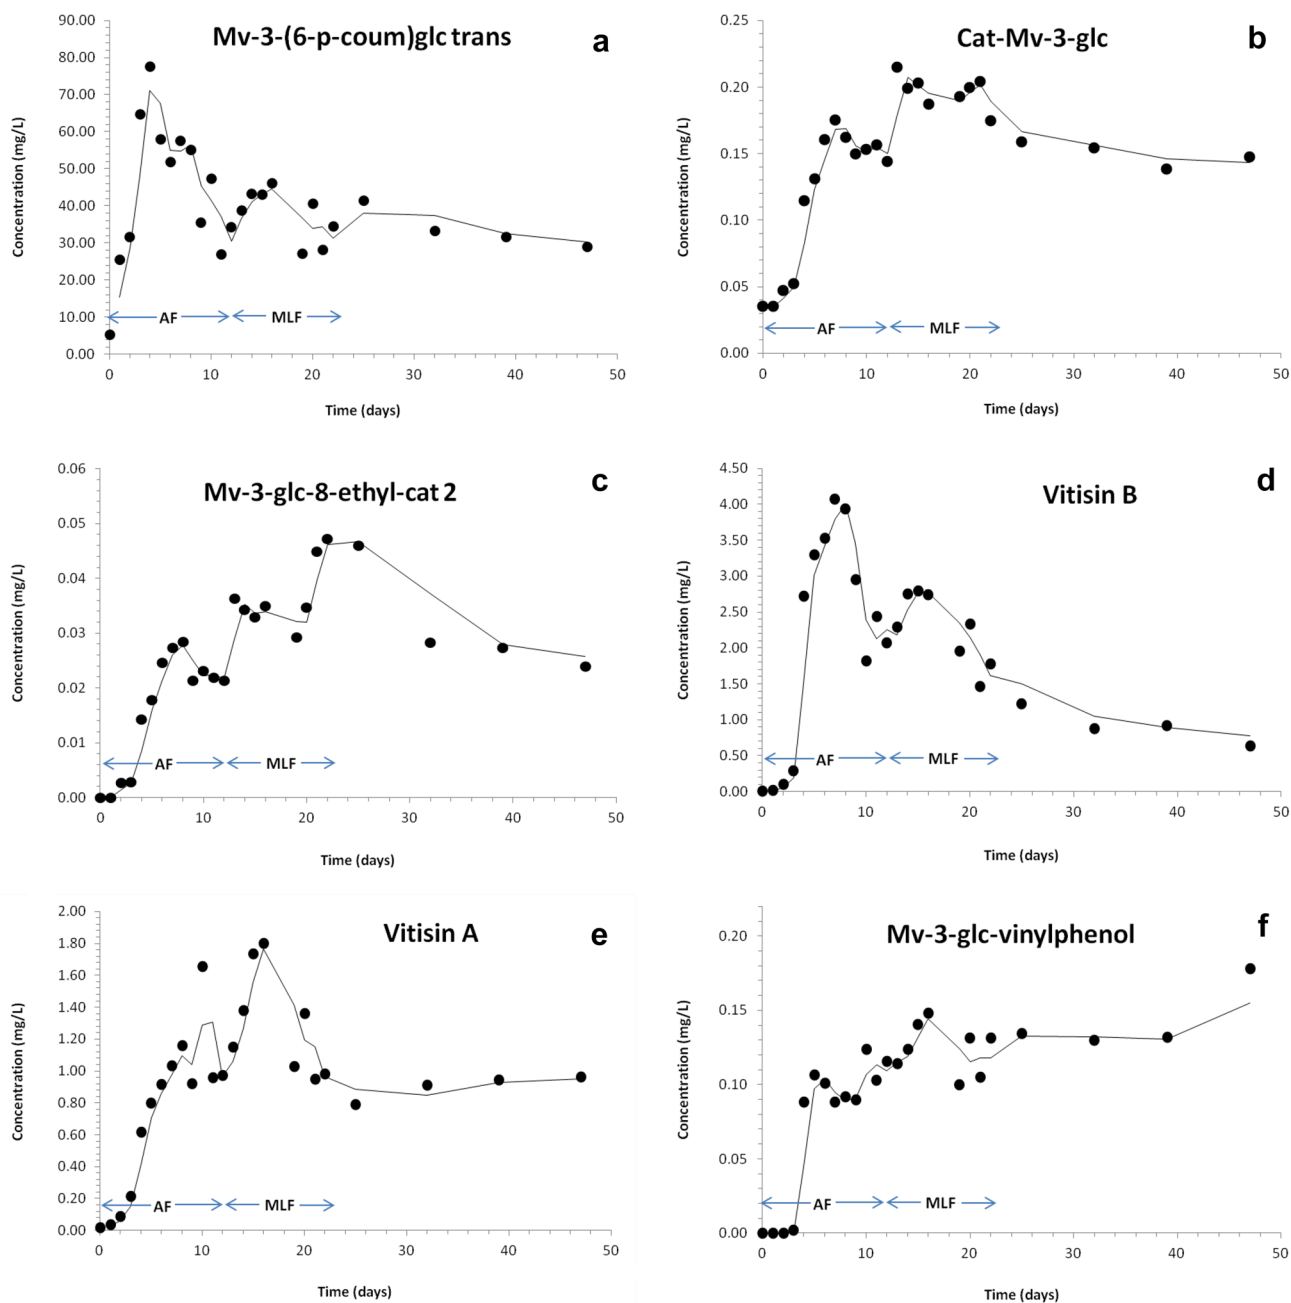 Mv-3-(6-p-coum)glc trans
a
Concentration (mg/L)
90.00
80.00
70.00
60.00
50.00
40.00
30.00
20.00
10.00
0.00
AF
MLF
0 10 20 30 40 50
Time (days)
Cat-Mv-3-glc
b
Concentration (mg/L)
0.25
0.20
0.15
0.10
0.05
0.00
AF
MLF
0 10 20 30 40 50
Time (days)
Mv-3-glc-8-ethyl-cat 2
c
Concentration (mg/L)
0.06
0.05
0.04
0.03
0.02
0.01
0.00
AF
MLF
0 10 20 30 40 50
Time (days)
Vitisin B
d
Concentration (mg/L)
4.50
4.00
3.50
3.00
2.50
2.00
1.50
1.00
0.50
0.00
AF
MLF
0 10 20 30 40 50
Time (days)
Vitisin A
e
Concentration (mg/L)
2.00
1.80
1.60
1.40
1.20
1.00
0.80
0.60
0.40
0.20
0.00
AF
MLF
0 10 20 30 40 50
Time (days)
Mv-3-glc-vinylphenol
f
Concentration (mg/L)
0.20
0.15
0.10
0.05
0.00
AF
MLF
0 10 20 30 40 50
Time (days)